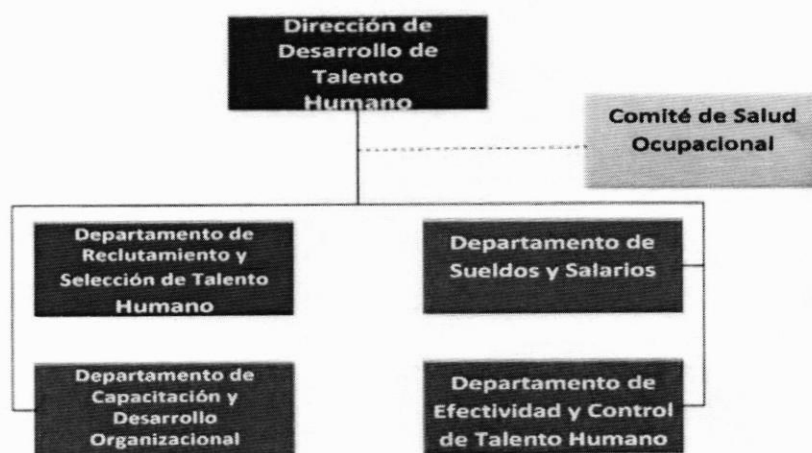 Dirección de
Desarrollo de
Talento
Humano
Comité de Salud
Ocupacional
Departamento de
Reclutamiento y
Selección de Talento
Humano
Departamento de
Sueldos y Salarios
Departamento de
Capacitación y
Desarrollo
Organizacional
Departamento de
Efectividad y Control
de Talento Humano